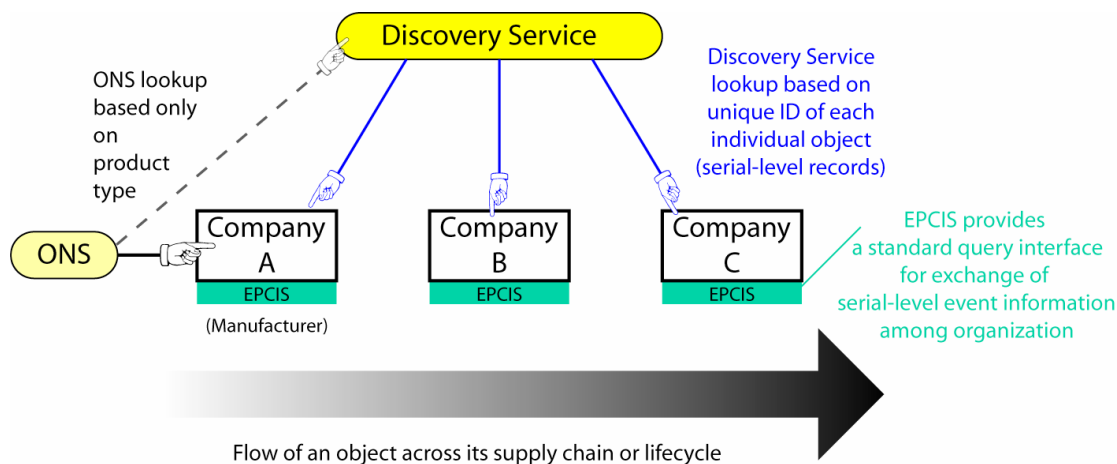 Discovery Service
ONS lookup
based only
on
product
type
Discovery Service
lookup based on
unique ID of each
individual object
(serial-level records)
ONS
Company
A
EPCIS
(Manufacturer)
Company
B
EPCIS
Company
C
EPCIS
EPCIS provides
a standard query interface
for exchange of
serial-level event information
among organization
Flow of an object across its supply chain or lifecycle